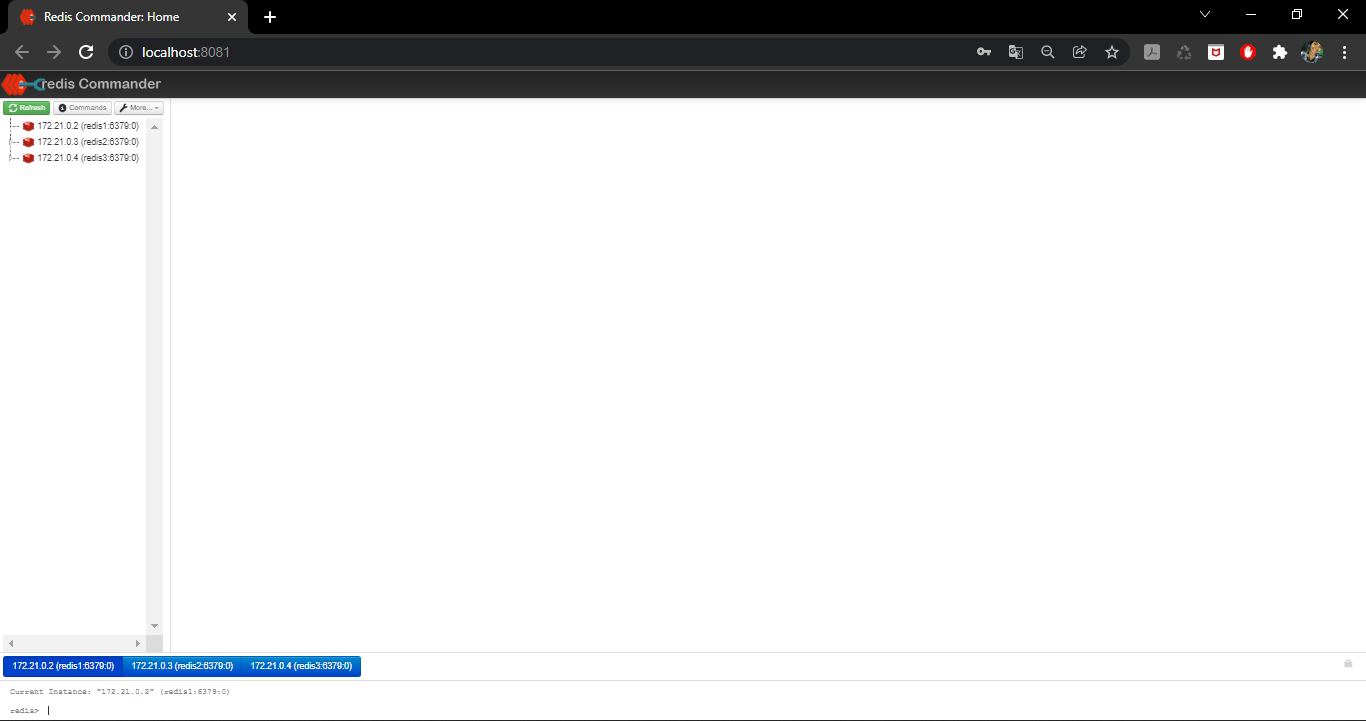 Redis Commander: Home
localhost:8081
redis Commander
Refresh Commands More...
172.21.0.2 (redis1:6379:0)
172.21.0.3 (redis2:6379:0)
172.21.0.4 (redis3:6379:0)
172.21.0.2 (redis1:6379:0) 172.21.0.3 (redis2:6379:0) 172.21.0.4 (redis3:6379:0)
Current Instance: "172.21.0.2" (redis1:6379:0)
redis>